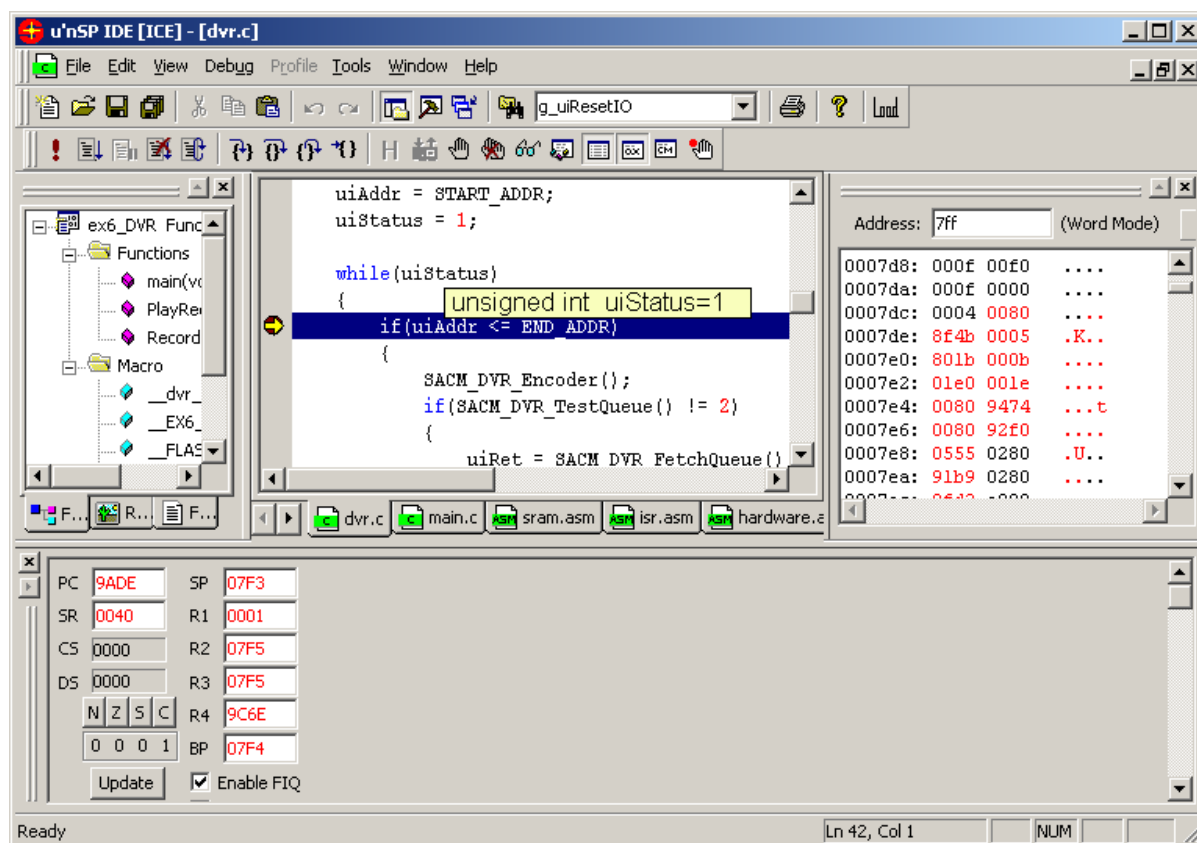 u'nSP IDE [ICE] - [dvr.c]
File Edit View Debug Profile Tools Window Help
g_uiResetIO
ex6_DVR Func
Functions
main(vo
PlayRe
Record
Macro
__dvr_
__EX6_
__FLAS
F... R... F...
uiAddr = START_ADDR;
uiStatus = 1;
while(uiStatus)
{
unsigned int uiStatus=1
if(uiAddr <= END_ADDR)
{
SACM_DVR_Encoder();
if(SACM_DVR_TestQueue() != 2)
{
uiRet = SACM_DVR_FetchQueue()
dvr.c main.c sram.asm isr.asm hardware.a
Address: 7ff (Word Mode)
0007d8: 000f 00f0 ....
0007da: 000f 0000 ....
0007dc: 0004 0080 ....
0007de: 8f4b 0005 .K..
0007e0: 801b 000b ....
0007e2: 01e0 001e ....
0007e4: 0080 9474 ...t
0007e6: 0080 92f0 ....
0007e8: 0555 0280 .U..
0007ea: 91b9 0280 ....
PC 9ADE SP 07F3
SR 0040 R1 0001
CS 0000 R2 07F5
DS 0000 R3 07F5
N Z S C R4 9C6E
0 0 0 1 BP 07F4
Update Enable FIQ
Ready Ln 42, Col 1 NUM